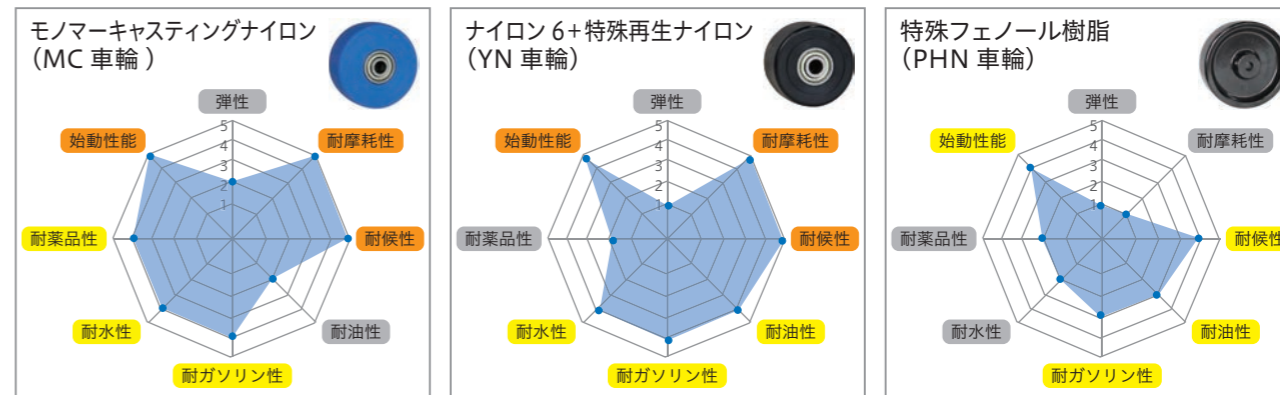 モノマーキャスティングナイロン
（MC 車輪 ）
弾性
始動性能
耐摩耗性
5
4
3
2
1
耐薬品性
耐候性
耐水性
耐油性
耐ガソリン性
ナイロン 6+ 特殊再生ナイロン
（YN 車輪）
弾性
始動性能
耐摩耗性
5
4
3
2
1
耐薬品性
耐候性
耐水性
耐油性
耐ガソリン性
特殊フェノール樹脂
（PHN 車輪）
弾性
始動性能
耐摩耗性
5
4
3
2
1
耐薬品性
耐候性
耐水性
耐油性
耐ガソリン性